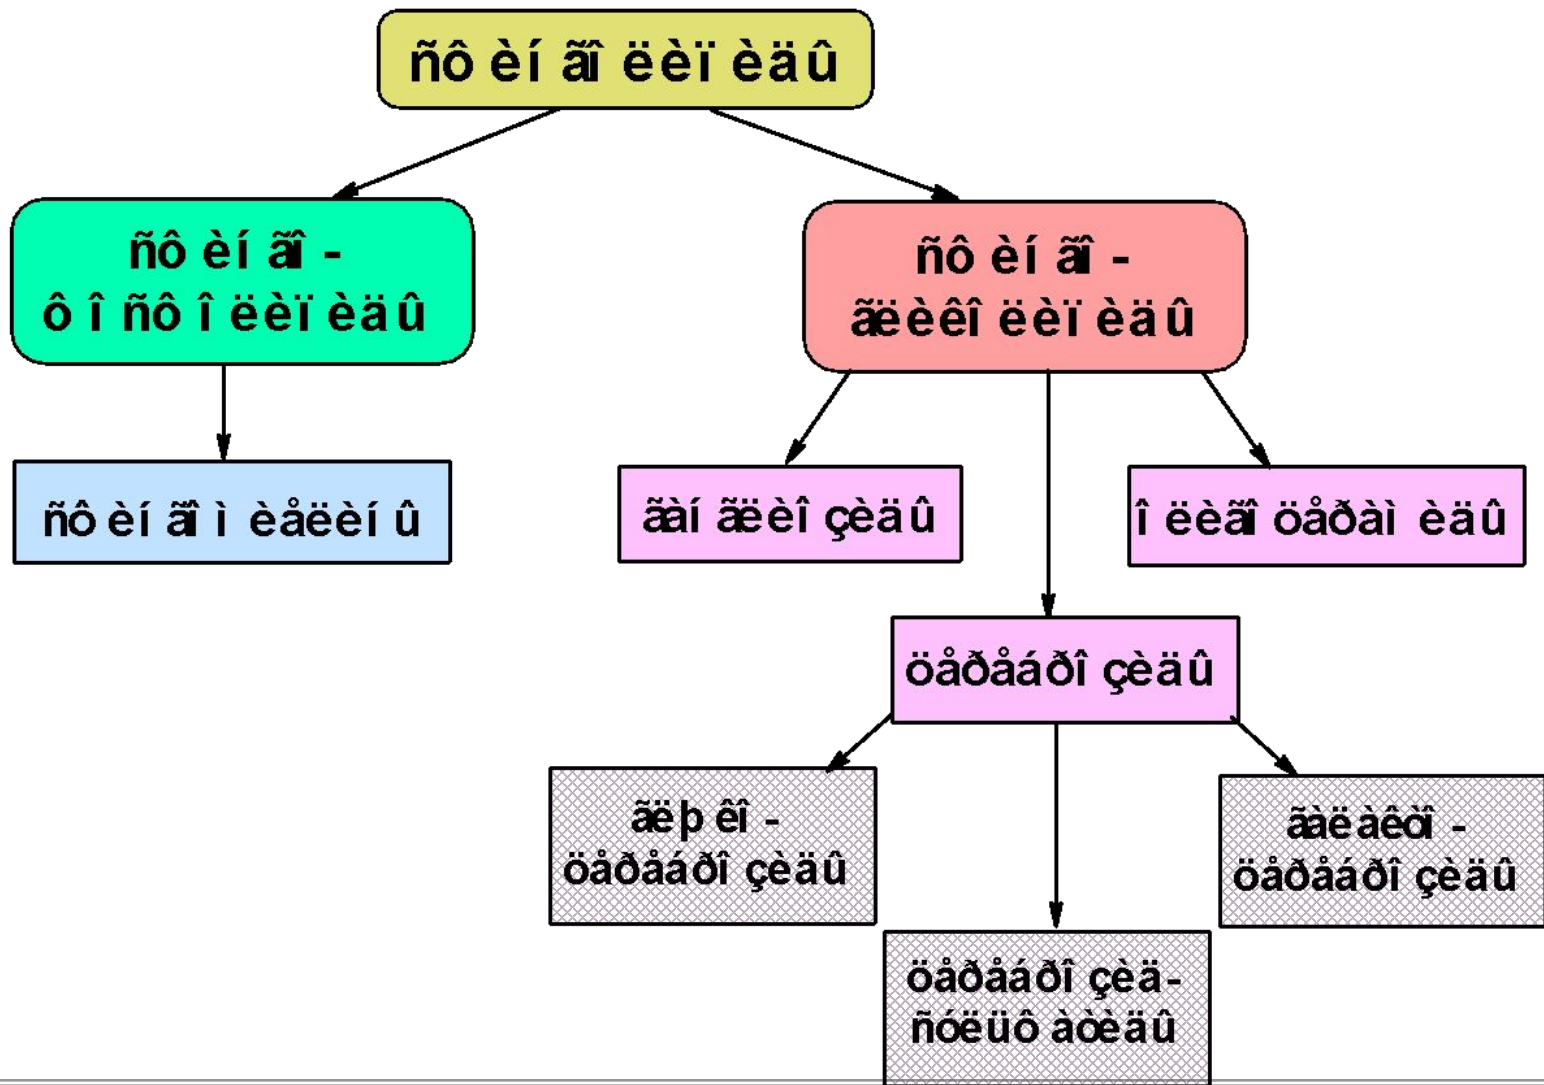 ñô èí ãî ëèï èäû
ñô èí ãî -
ô î ñô î ëèï èäû
ñô èí ãî -
ãëèêî ëèï èäû
ñô èí ãî ì èåëèí û
ãàí ãëèî çèäû
î ëèãî öåðàì èäû
öåðåáðî çèäû
ãëþ êî -
öåðåáðî çèäû
ãàëàêòî -
öåðåáðî çèäû
öåðåáðî çèä-
ñóëüô àòèäû